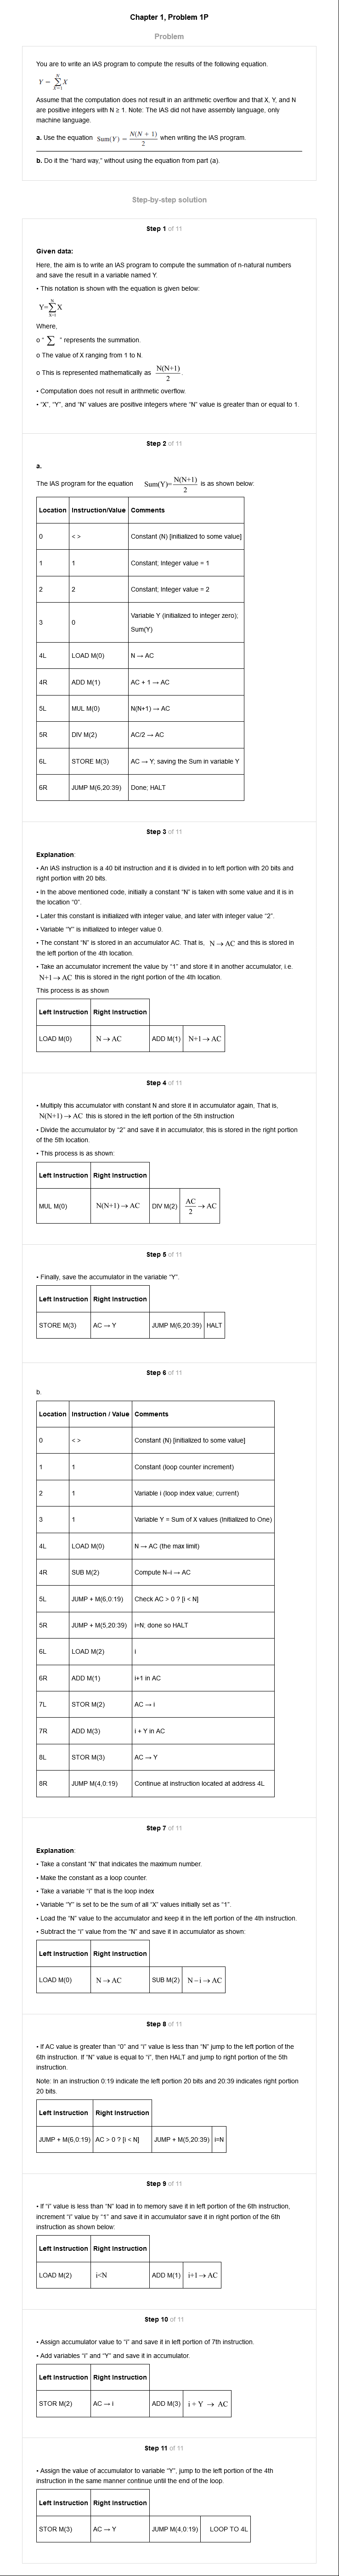 Chapter 1, Problem 1P
Problem
You are to write an IAS program to compute the results of the following equation.
Y = N ∑ X=1 X
Assume that the computation does not result in an arithmetic overflow and that X, Y, and N
are positive integers with N ≥ 1. Note: The IAS did not have assembly language, only
machine language.
a. Use the equation Sum(Y) = N(N + 1) / 2 when writing the IAS program.
b. Do it the “hard way,” without using the equation from part (a).
Step-by-step solution
Step 1 of 11
Given data:
Here, the aim is to write an IAS program to compute the summation of n-natural numbers
and save the result in a variable named Y.
• This notation is shown with the equation is given below:
Y= N ∑ X=1 X
Where,
o “ ∑ ” represents the summation.
o The value of X ranging from 1 to N.
o This is represented mathematically as N(N+1) / 2.
• Computation does not result in arithmetic overflow.
• “X”, “Y”, and “N” values are positive integers where “N” value is greater than or equal to 1.
Step 2 of 11
a.
The IAS program for the equation Sum(Y)= N(N+1) / 2 is as shown below:
Location Instruction/Value Comments
0 < > Constant (N) [initialized to some value]
1 1 Constant; Integer value = 1
2 2 Constant; Integer value = 2
3 0 Variable Y (initialized to integer zero);
Sum(Y)
4L LOAD M(0) N → AC
4R ADD M(1) AC + 1 → AC
5L MUL M(0) N(N+1) → AC
5R DIV M(2) AC/2 → AC
6L STORE M(3) AC → Y; saving the Sum in variable Y
6R JUMP M(6,20:39) Done; HALT
Step 3 of 11
Explanation:
• An IAS instruction is a 40 bit instruction and it is divided in to left portion with 20 bits and
right portion with 20 bits.
• In the above mentioned code, initially a constant “N” is taken with some value and it is in
the location “0”.
• Later this constant is initialized with integer value, and later with integer value “2”.
• Variable “Y” is initialized to integer value 0.
• The constant “N” is stored in an accumulator AC. That is, N → AC and this is stored in
the left portion of the 4th location.
• Take an accumulator increment the value by “1” and store it in another accumulator, i.e.
N+1 → AC this is stored in the right portion of the 4th location.
This process is as shown
Left Instruction Right Instruction
LOAD M(0) N → AC ADD M(1) N+1 → AC
Step 4 of 11
• Multiply this accumulator with constant N and store it in accumulator again, That is,
N(N+1) → AC this is stored in the left portion of the 5th instruction
• Divide the accumulator by “2” and save it in accumulator, this is stored in the right portion
of the 5th location.
• This process is as shown:
Left Instruction Right Instruction
MUL M(0) N(N+1) → AC DIV M(2) AC / 2 → AC
Step 5 of 11
• Finally, save the accumulator in the variable “Y”.
Left Instruction Right Instruction
STORE M(3) AC → Y JUMP M(6,20:39) HALT
Step 6 of 11
b.
Location Instruction / Value Comments
0 < > Constant (N) [initialized to some value]
1 1 Constant (loop counter increment)
2 1 Variable i (loop index value; current)
3 1 Variable Y = Sum of X values (Initialized to One)
4L LOAD M(0) N → AC (the max limit)
4R SUB M(2) Compute N–i → AC
5L JUMP + M(6,0:19) Check AC > 0 ? [i < N]
5R JUMP + M(5,20:39) i=N; done so HALT
6L LOAD M(2) i
6R ADD M(1) i+1 in AC
7L STOR M(2) AC → i
7R ADD M(3) i + Y in AC
8L STOR M(3) AC → Y
8R JUMP M(4,0:19) Continue at instruction located at address 4L
Step 7 of 11
Explanation:
• Take a constant “N” that indicates the maximum number.
• Make the constant as a loop counter.
• Take a variable “i” that is the loop index
• Variable “Y” is set to be the sum of all “X” values initially set as “1”.
• Load the “N” value to the accumulator and keep it in the left portion of the 4th instruction.
• Subtract the “i” value from the “N” and save it in accumulator as shown:
Left Instruction Right Instruction
LOAD M(0) N → AC SUB M(2) N – i → AC
Step 8 of 11
• If AC value is greater than “0” and “i” value is less than “N” jump to the left portion of the
6th instruction. If “N” value is equal to “i”, then HALT and jump to right portion of the 5th
instruction.
Note: In an instruction 0:19 indicate the left portion 20 bits and 20:39 indicates right portion
20 bits.
Left Instruction Right Instruction
JUMP + M(6,0:19) AC > 0 ? [i < N] JUMP + M(5,20:39) i=N
Step 9 of 11
• If “i” value is less than “N” load in to memory save it in left portion of the 6th instruction,
increment “i” value by “1” and save it in accumulator save it in right portion of the 6th
instruction as shown below:
Left Instruction Right Instruction
LOAD M(2) i<N ADD M(1) i+1 → AC
Step 10 of 11
• Assign accumulator value to “i” and save it in left portion of 7th instruction.
• Add variables “i” and “Y” and save it in accumulator.
Left Instruction Right Instruction
STOR M(2) AC → i ADD M(3) i + Y → AC
Step 11 of 11
• Assign the value of accumulator to variable “Y”, jump to the left portion of the 4th
instruction in the same manner continue until the end of the loop.
Left Instruction Right Instruction
STOR M(3) AC → Y JUMP M(4,0:19) LOOP TO 4L